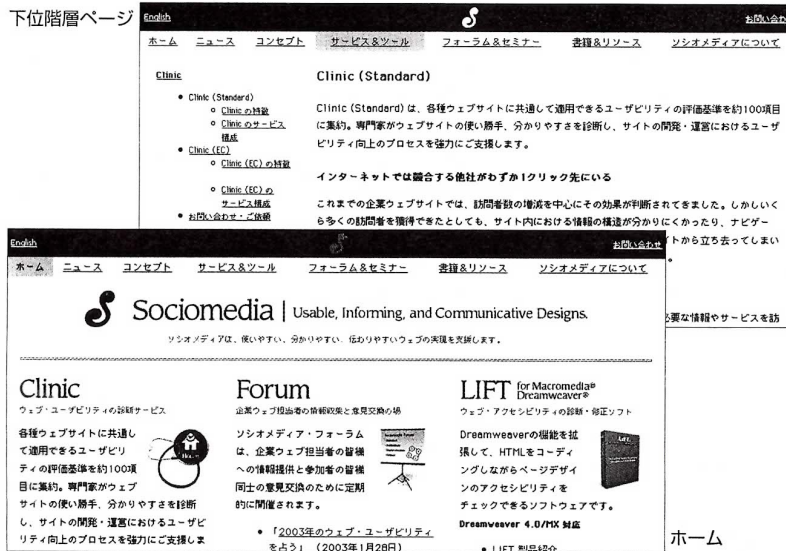 下位階層ページ
English
お問い合わ
ホーム ニュース コンセプト サービス&ツール フォーラム&セミナー 書籍&リソース ソシオメディアについて
Clinic
• Clinic (Standard)
○ Clinic の特徴
○ Clinic のサービス
構成
• Clinic (EC)
○ Clinic (EC) の特徴
○ Clinic (EC) の
サービス構成
• お問い合わせ・ご依頼
Clinic (Standard)
Clinic (Standard) は、各種ウェブサイトに共通して適用できるユーザビリティの評価基準を約100項目
に集約。専門家がウェブサイトの使い勝手、分かりやすさを診断し、サイトの開発・運営におけるユーザ
ビリティ向上のプロセスを強力にご支援します。
インターネットでは競合する他社がわずか1クリック先にいる
これまでの企業ウェブサイトでは、訪問者数の増減を中心にその効果が判断されてきました。しかしいく
ら多くの訪問者を獲得できたとしても、サイト内における情報の構造が分かりにくかったり、ナビゲー
イトから立ち去ってしまい
。
必要な情報やサービスを訪
English
お問い合わせ
ホーム ニュース コンセプト サービス&ツール フォーラム&セミナー 書籍&リソース ソシオメディアについて
Sociomedia | Usable, Informing, and Communicative Designs.
ソシオメディアは、使いやすい、分かりやすい、伝わりやすいウェブの実現を支援します。
Clinic
ウェブ・ユーザビリティの診断サービス
各種ウェブサイトに共通し
て適用できるユーザビリ
ティの評価基準を約100項
目に集約。専門家がウェブ
サイトの使い勝手、分かりやすさを診断
し、サイトの開発・運営におけるユーザビ
リティ向上のプロセスを強力にご支援しま
Forum
企業ウェブ担当者の情報収集と意見交換の場
ソシオメディア・フォーラム
は、企業ウェブ担当者の皆様
への情報提供と参加者の皆様
同士の意見交換のために定期
的に開催されます。
• 「2003年のウェブ・ユーザビリティ
を占う」 (2003年1月28日)
LIFT for Macromedia® Dreamweaver®
ウェブ・アクセシビリティの診断・修正ソフト
Dreamweaverの機能を拡
張して、HTMLをコーディ
ングしながらページデザイ
ンのアクセシビリティを
チェックできるソフトウェアです。
Dreamweaver 4.0/MX 対応
• LIFT 製品紹介
ホーム